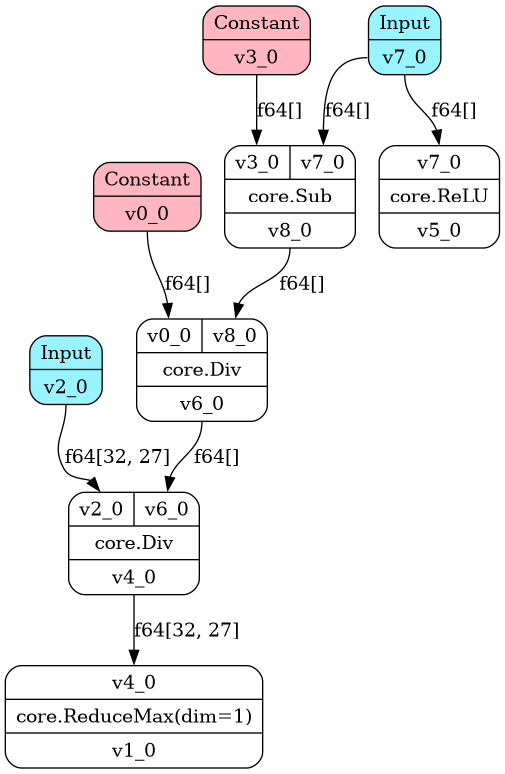 Constant
v3_0
Input
v7_0
f64[]
f64[]
f64[]
v3_0 v7_0
core.Sub
v8_0
v7_0
core.ReLU
v5_0
Constant
v0_0
f64[]
f64[]
v0_0 v8_0
core.Div
v6_0
Input
v2_0
f64[32, 27]
f64[]
v2_0 v6_0
core.Div
v4_0
f64[32, 27]
v4_0
core.ReduceMax(dim=1)
v1_0